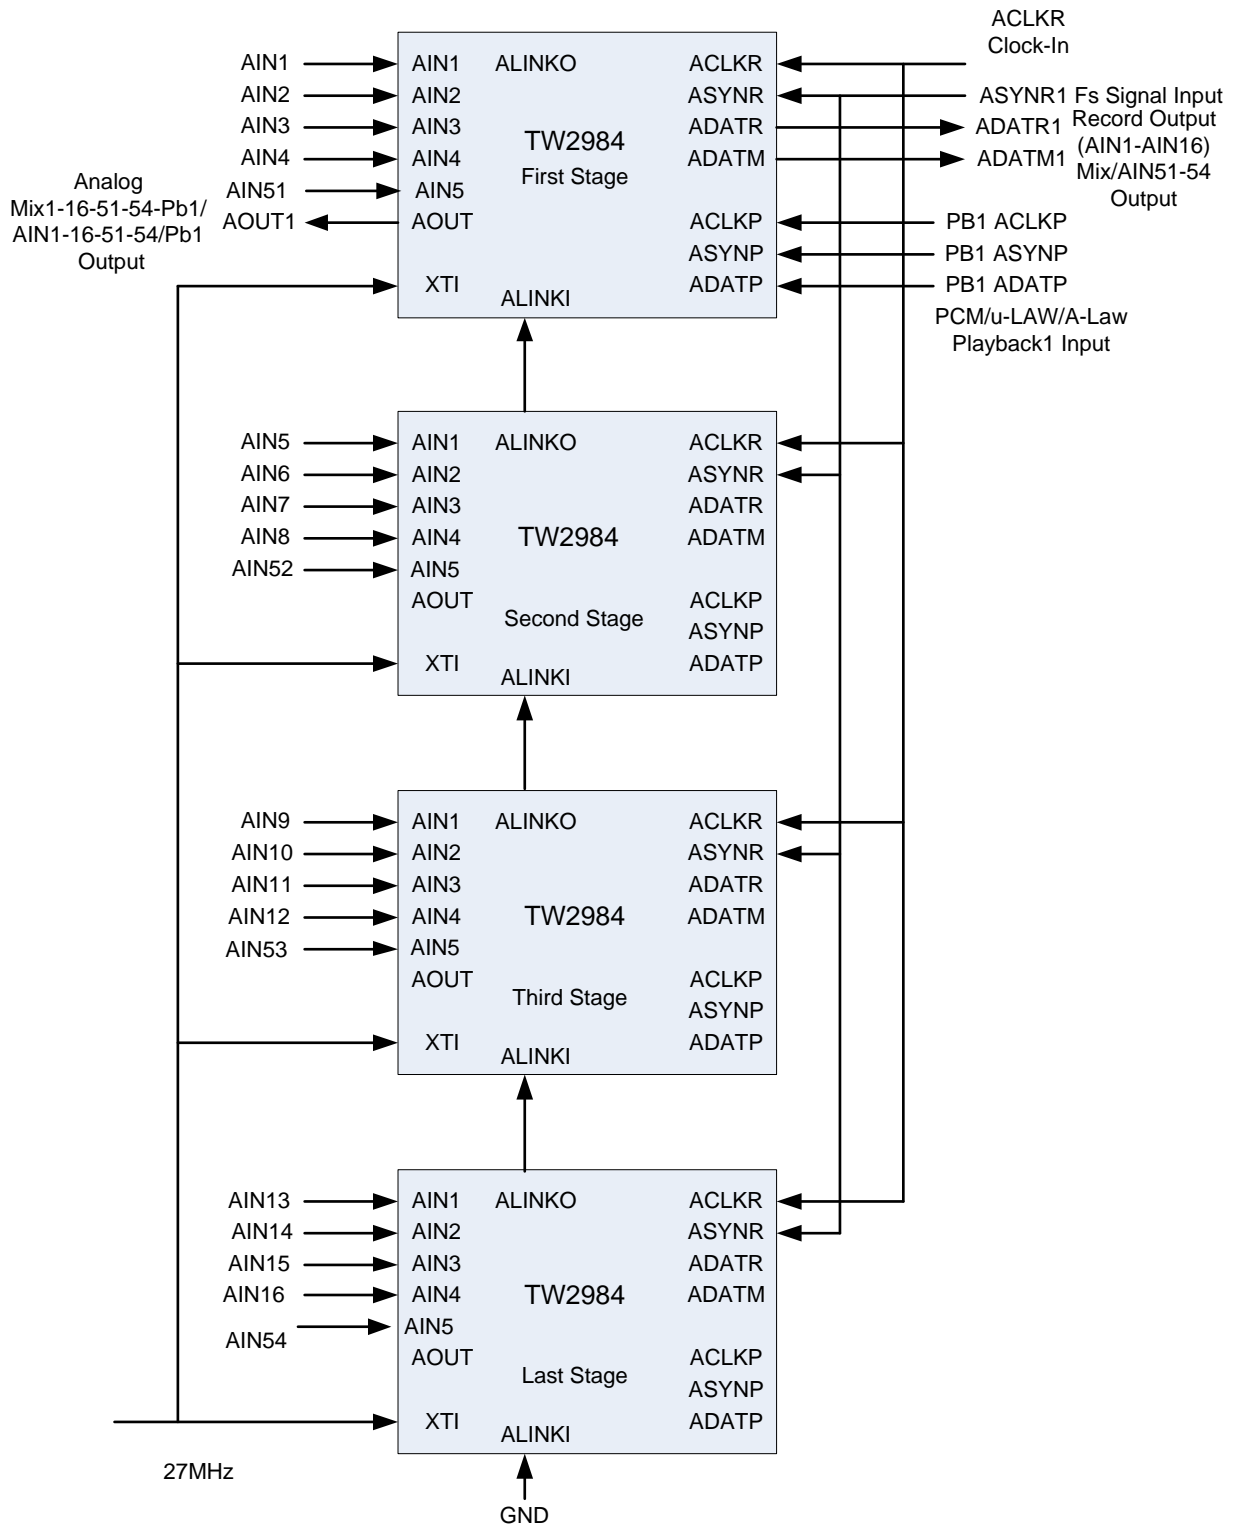 ACLKR
Clock-In
AIN1 AIN1 ALINKO ACLKR
AIN2 AIN2 ASYNR ASYNR1 Fs Signal Input
AIN3 AIN3 ADATR ADATR1 Record Output
TW2984
(AIN1-AIN16)
AIN4 AIN4 ADATM ADATM1 Mix/AIN51-54
First Stage
Output
Analog
Mix1-16-51-54-Pb1/
AIN1-16-51-54/Pb1
Output
AIN51 AIN5
AOUT1 AOUT ACLKP PB1 ACLKP
ASYNP PB1 ASYNP
XTI ADATP PB1 ADATP
ALINKI
PCM/u-LAW/A-Law
Playback1 Input
AIN5 AIN1 ALINKO ACLKR
AIN6 AIN2 ASYNR
AIN7 AIN3 ADATR
AIN8 AIN4 TW2984 ADATM
AIN52 AIN5
AOUT ACLKP
Second Stage
ASYNP
XTI ADATP
ALINKI
AIN9 AIN1 ALINKO ACLKR
AIN10 AIN2 ASYNR
AIN11 AIN3 ADATR
AIN12 AIN4 TW2984 ADATM
AIN53 AIN5
AOUT ACLKP
Third Stage
ASYNP
XTI ADATP
ALINKI
AIN13 AIN1 ALINKO ACLKR
AIN14 AIN2 ASYNR
AIN15 AIN3 ADATR
AIN16 AIN4 TW2984 ADATM
AIN54 AIN5
AOUT ACLKP
Last Stage
ASYNP
XTI ADATP
ALINKI
27MHz
GND